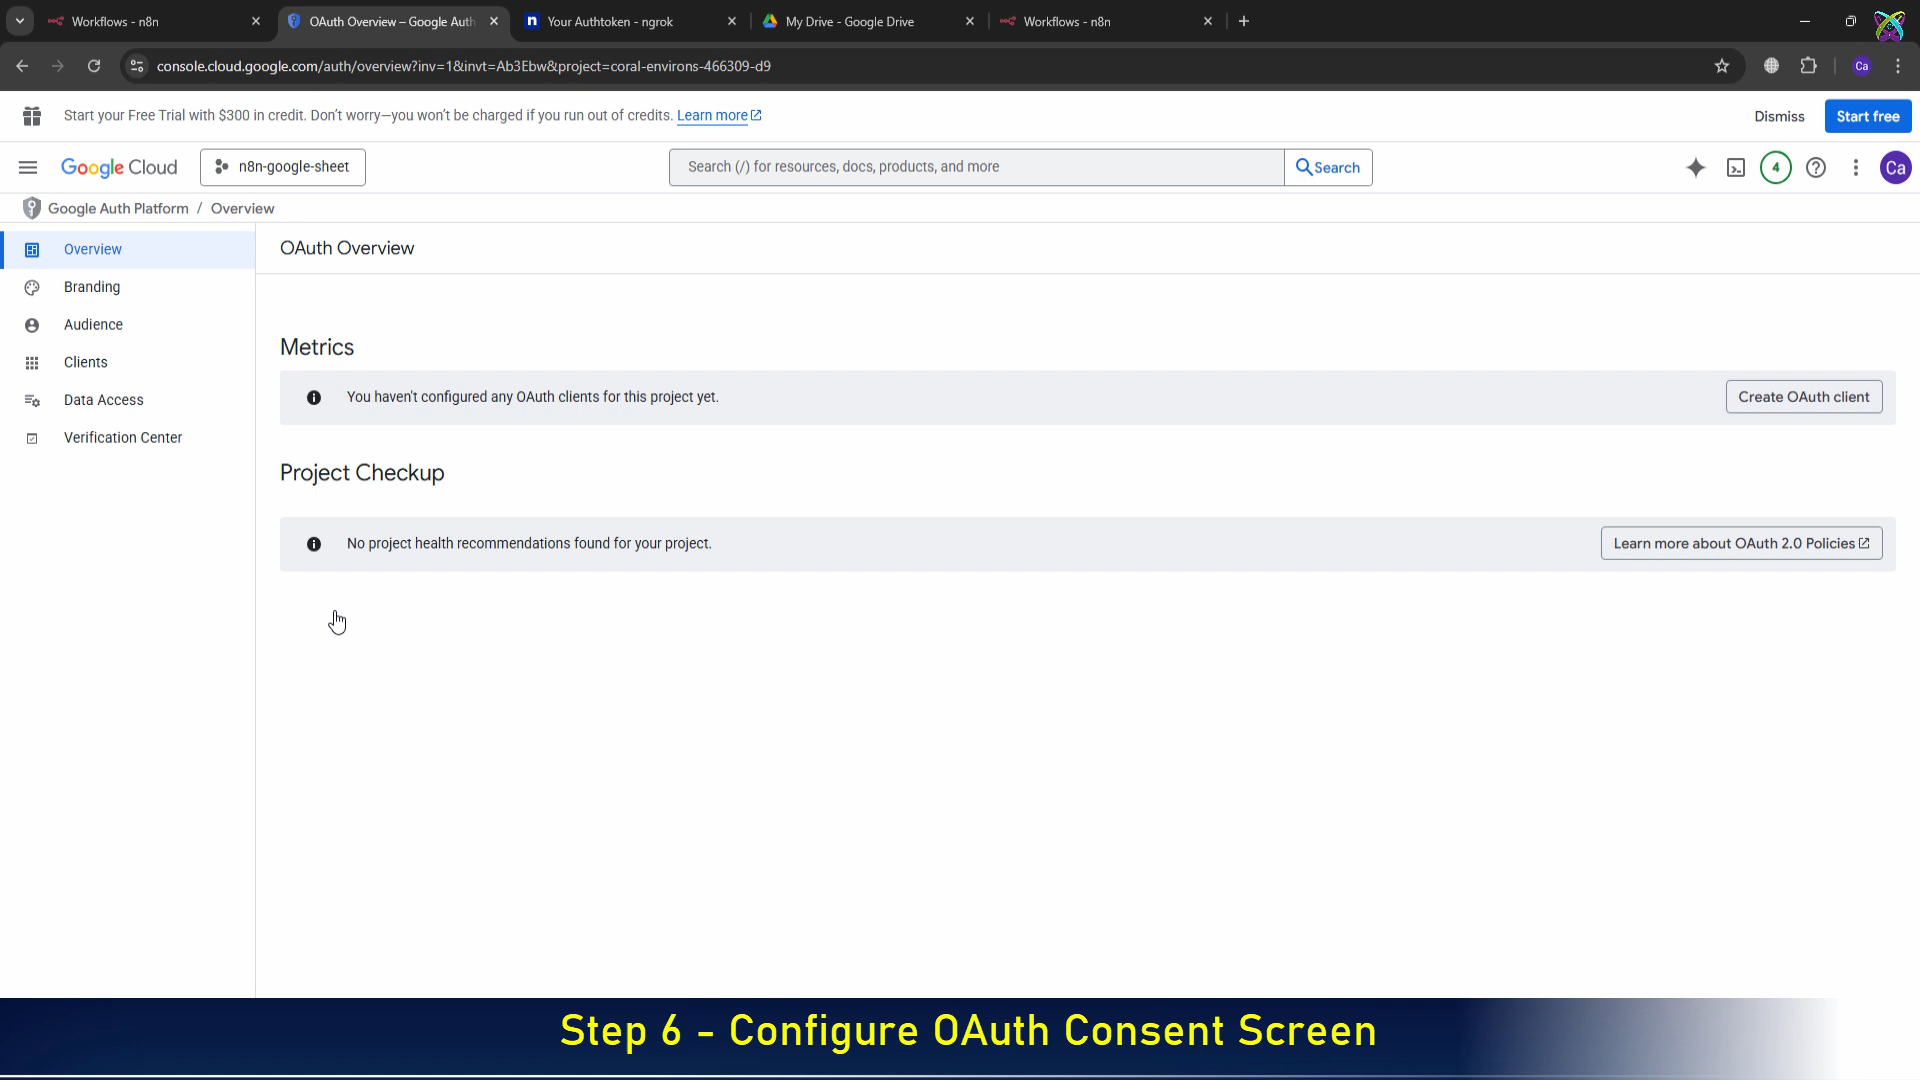 Workflows - n8n
OAuth Overview – Google Auth
Your Authtoken - ngrok
My Drive - Google Drive
Workflows - n8n
console.cloud.google.com/auth/overview?inv=1&invt=Ab3Ebw&project=coral-environs-466309-d9
Ca
Start your Free Trial with $300 in credit. Don’t worry—you won’t be charged if you run out of credits. Learn more
Dismiss
Start free
Google Cloud
n8n-google-sheet
Search (/) for resources, docs, products, and more
Search
4
Ca
Google Auth Platform / Overview
Overview
Branding
Audience
Clients
Data Access
Verification Center
OAuth Overview
Metrics
You haven't configured any OAuth clients for this project yet.
Create OAuth client
Project Checkup
No project health recommendations found for your project.
Learn more about OAuth 2.0 Policies
Step 6 - Configure OAuth Consent Screen